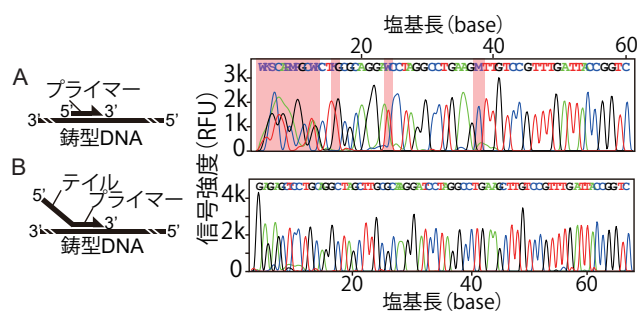 塩基長(base)
20 40 60
A
プライマー
5' 3'
3' 5'
鋳型DNA
B
テイル
5'
プライマー
3'
3' 5'
鋳型DNA
信号強度(RFU)
3k
2k
1k
0
4k
2k
0
20 40 60
塩基長(base)